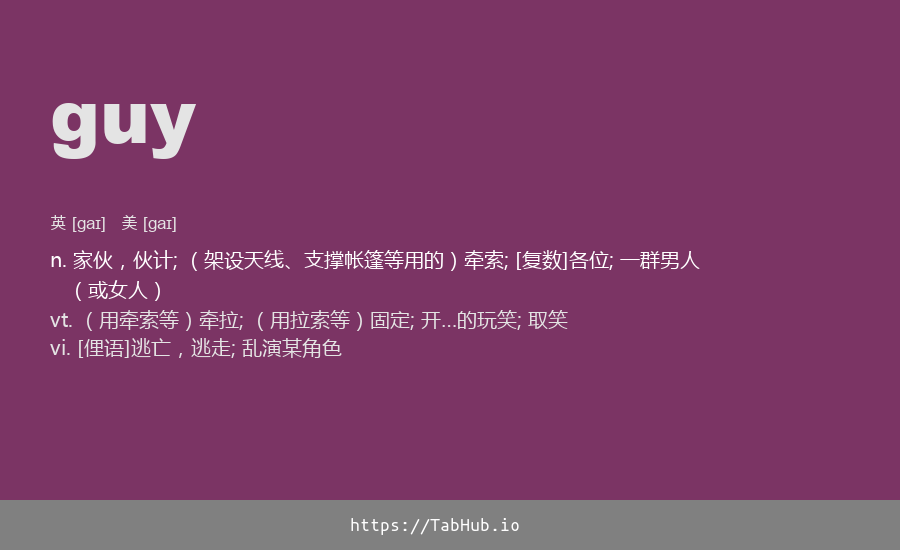 guy
英 [gaɪ] 美 [gaɪ]
n. 家伙，伙计; （架设天线、支撑帐篷等用的）牵索; [复数]各位; 一群男人
（或女人）
vt. （用牵索等）牵拉; （用拉索等）固定; 开…的玩笑; 取笑
vi. [俚语]逃亡，逃走; 乱演某角色
https://TabHub.io